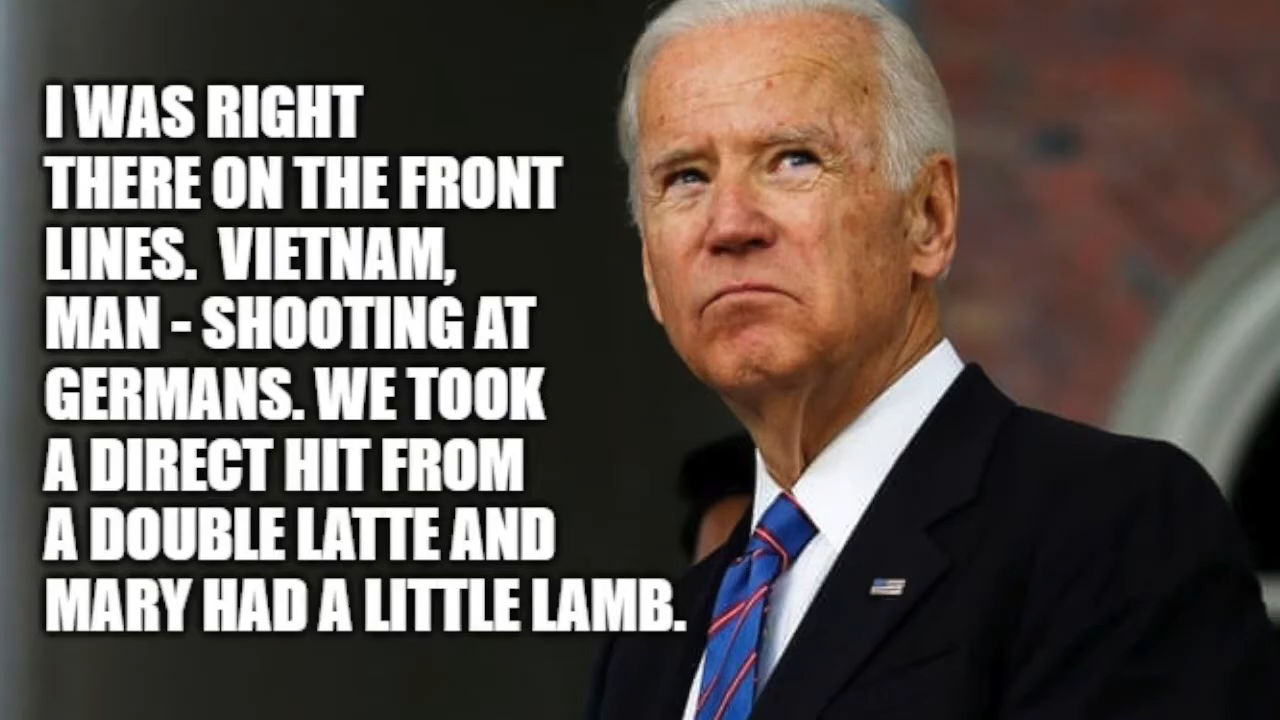 I WAS RIGHT
THERE ON THE FRONT
LINES.  VIETNAM,
MAN - SHOOTING AT
GERMANS. WE TOOK
A DIRECT HIT FROM
A DOUBLE LATTE AND
MARY HAD A LITTLE LAMB.